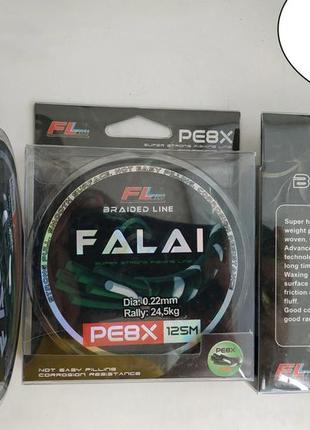 FL
PE8X
SUPER STRONG FISHING LINE
FL
BRAIDED LINE
FALAI
SUPER STRONG FISHING LINE
Dia: 0.22mm
Rally: 24,5kg
PE8X 125M
PE8X
NOT EASY PILLING
CORROSION RESISTANCE
FL
B
Super h
weight p
woven.
Advance
technolo
long tim
Waxing
surface
friction a
fluff.
Good co
good ra
FL